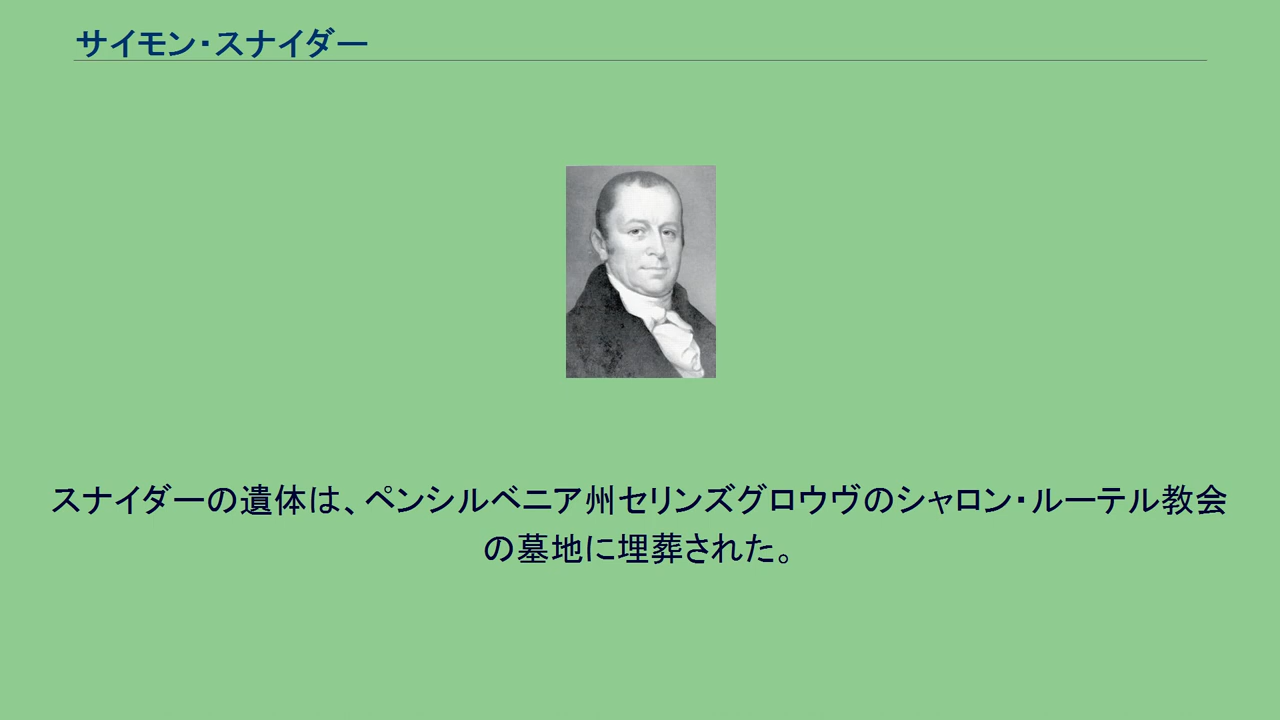 サイモン・スナイダー
スナイダーの遺体は、ペンシルベニア州セリンズグロウヴのシャロン・ルーテル教会
の墓地に埋葬された。